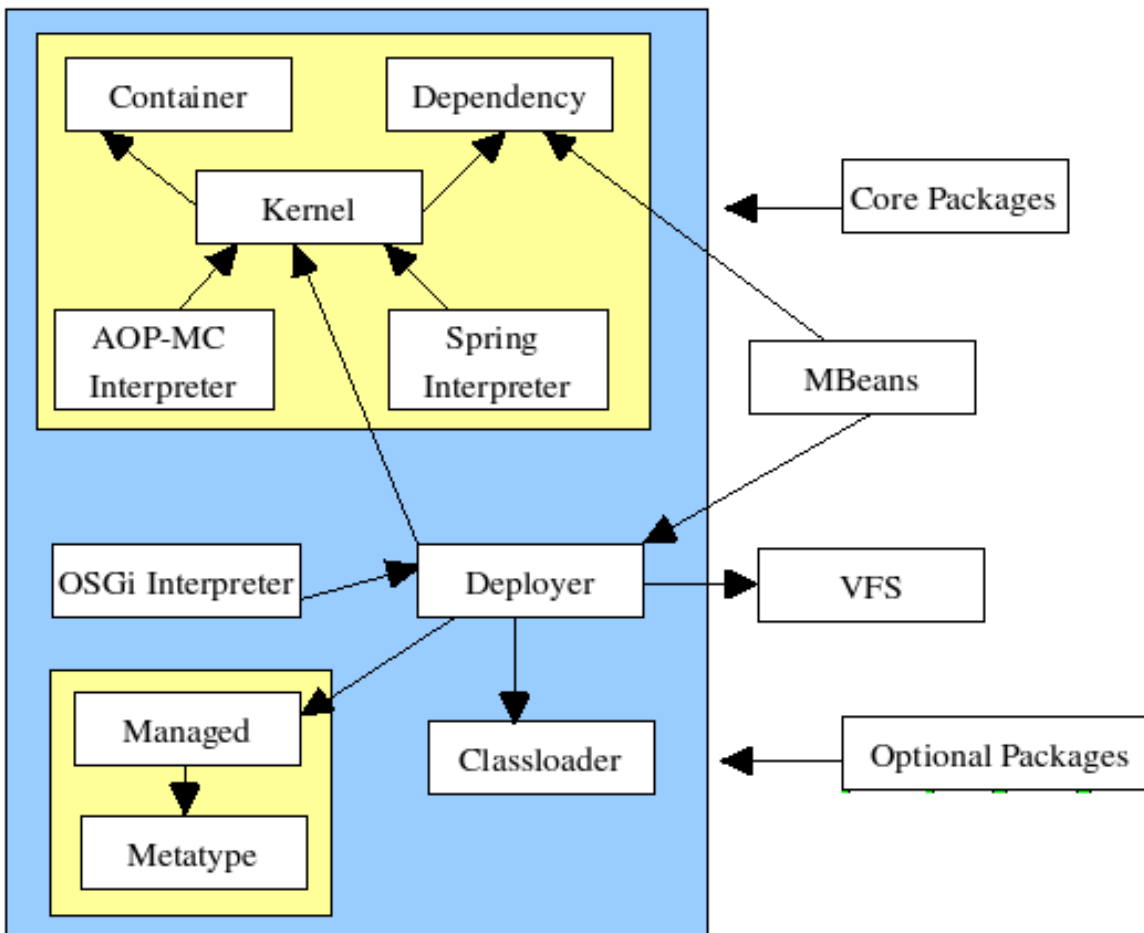 Container
Dependency
Kernel
Core Packages
AOP-MC
Interpreter
Spring
Interpreter
MBeans
OSGi Interpreter
Deployer
VFS
Managed
Classloader
Optional Packages
Metatype